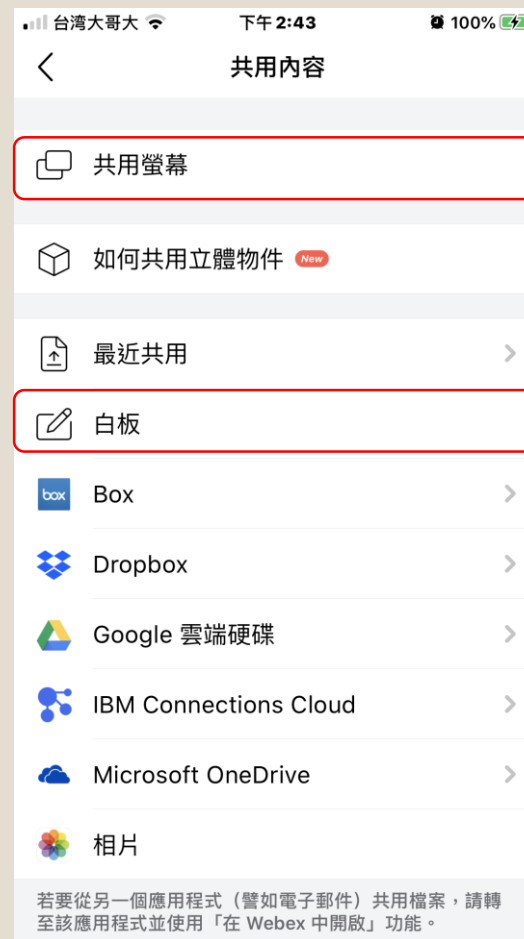 台湾大哥大 下午 2:43 100%
共用內容
共用螢幕
如何共用立體物件 New
最近共用
白板
box Box
Dropbox
Google 雲端硬碟
IBM Connections Cloud
Microsoft OneDrive
相片
若要從另一個應用程式（譬如電子郵件）共用檔案，請轉
至該應用程式並使用「在 Webex 中開啟」功能。